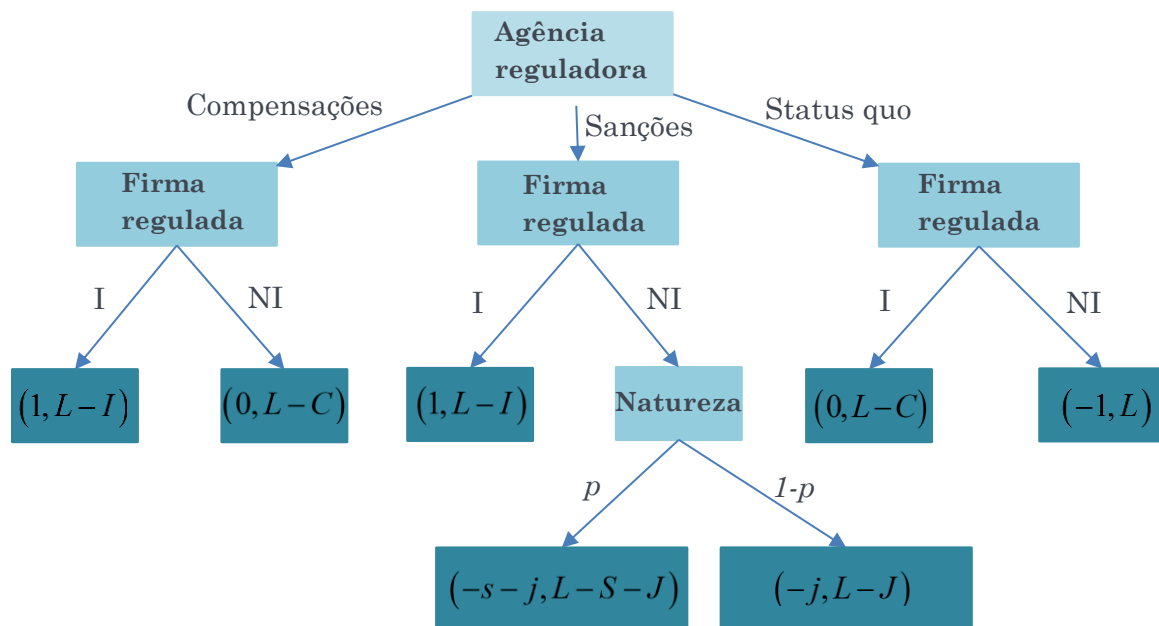 Agência
reguladora
Compensações
Sanções
Status quo
Firma
regulada
Firma
regulada
Firma
regulada
I
NI
I
NI
I
NI
(1, L−I)
(0, L−C)
(1, L−I)
Natureza
(0, L−C)
(−1, L)
p
1-p
(−s−j, L−S−J)
(−j, L−J)